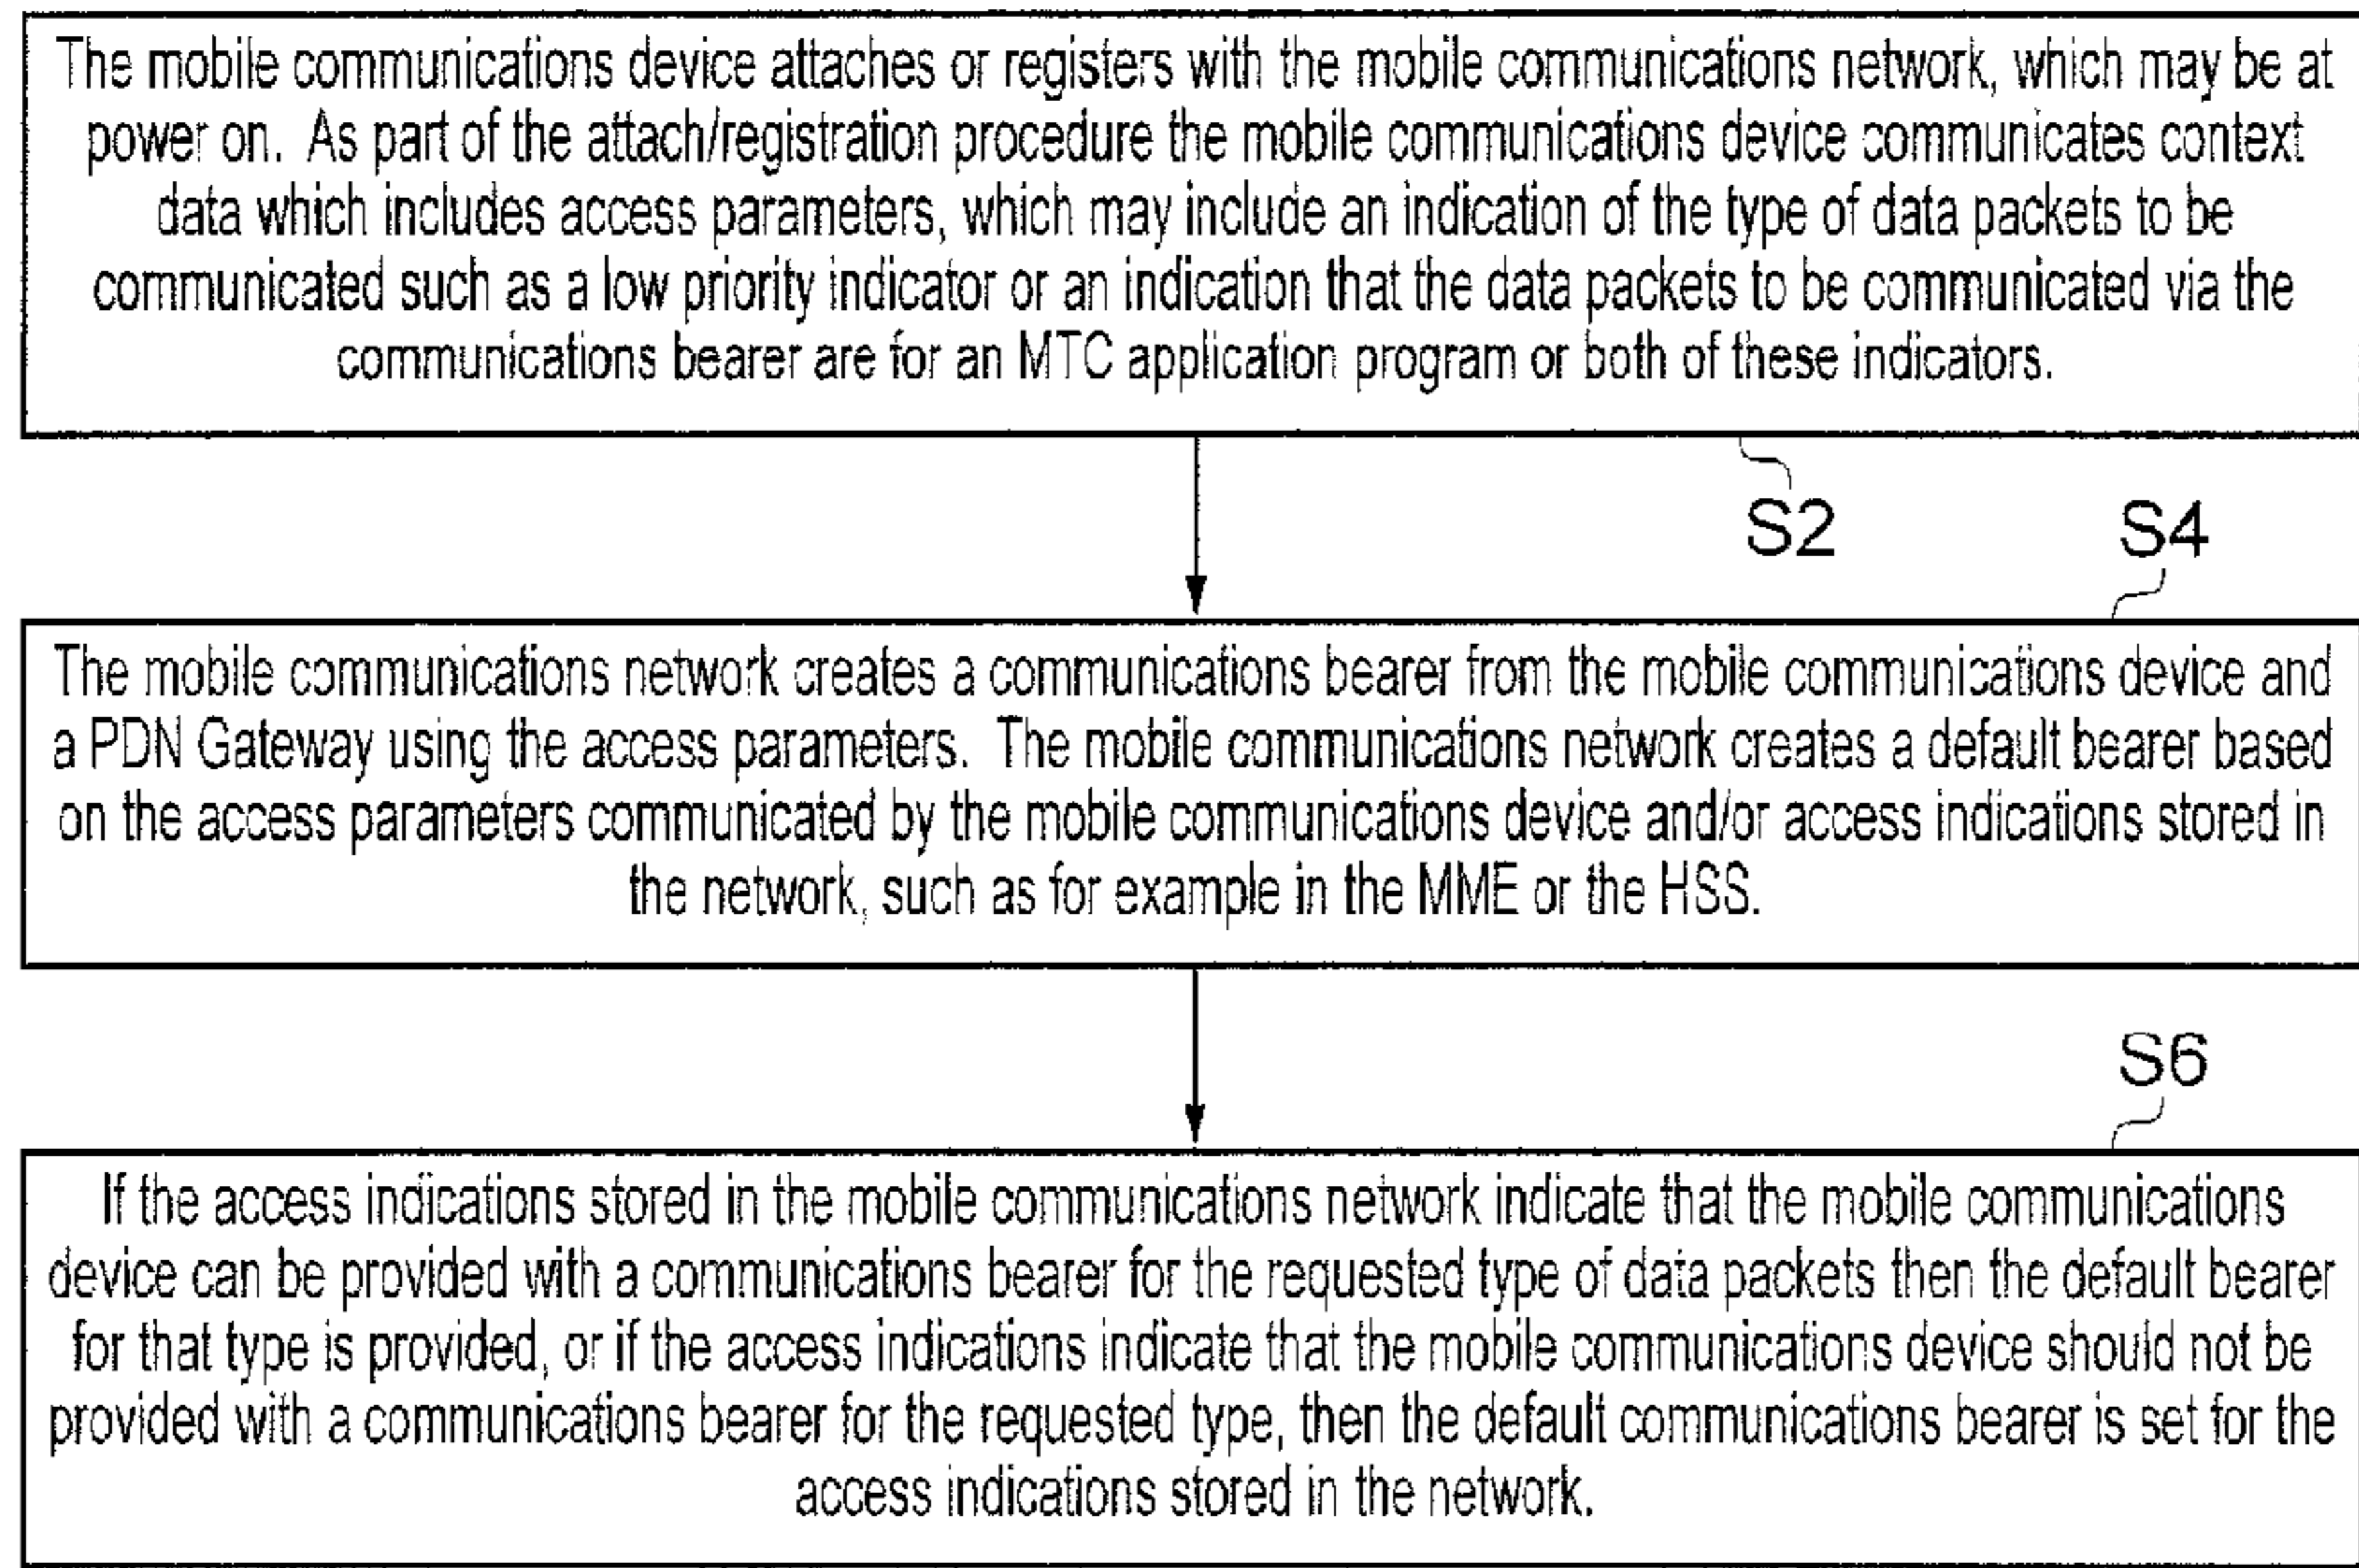 The mobile communications device attaches or registers with the mobile communications network, which may be at
power on. As part of the attach/registration procedure the mobile communications device communicates context
data which includes access parameters, which may include an indication of the type of data packets to be
communicated such as a low priority indicator or an indication that the data packets to be communicated via the
communications bearer are for an MTC application program or both of these indicators.
S2
S4
The mobile communications network creates a communications bearer from the mobile communications device and
a PDN Gateway using the access parameters. The mobile communications network creates a default bearer based
on the access parameters communicated by the mobile communications device and/or access indications stored in
the network, such as for example in the MME or the HSS.
S6
If the access indications stored in the mobile communications network indicate that the mobile communications
device can be provided with a communications bearer for the requested type of data packets then the default bearer
for that type is provided, or if the access indications indicate that the mobile communications device should not be
provided with a communications bearer for the requested type, then the default communications bearer is set for the
access indications stored in the network.